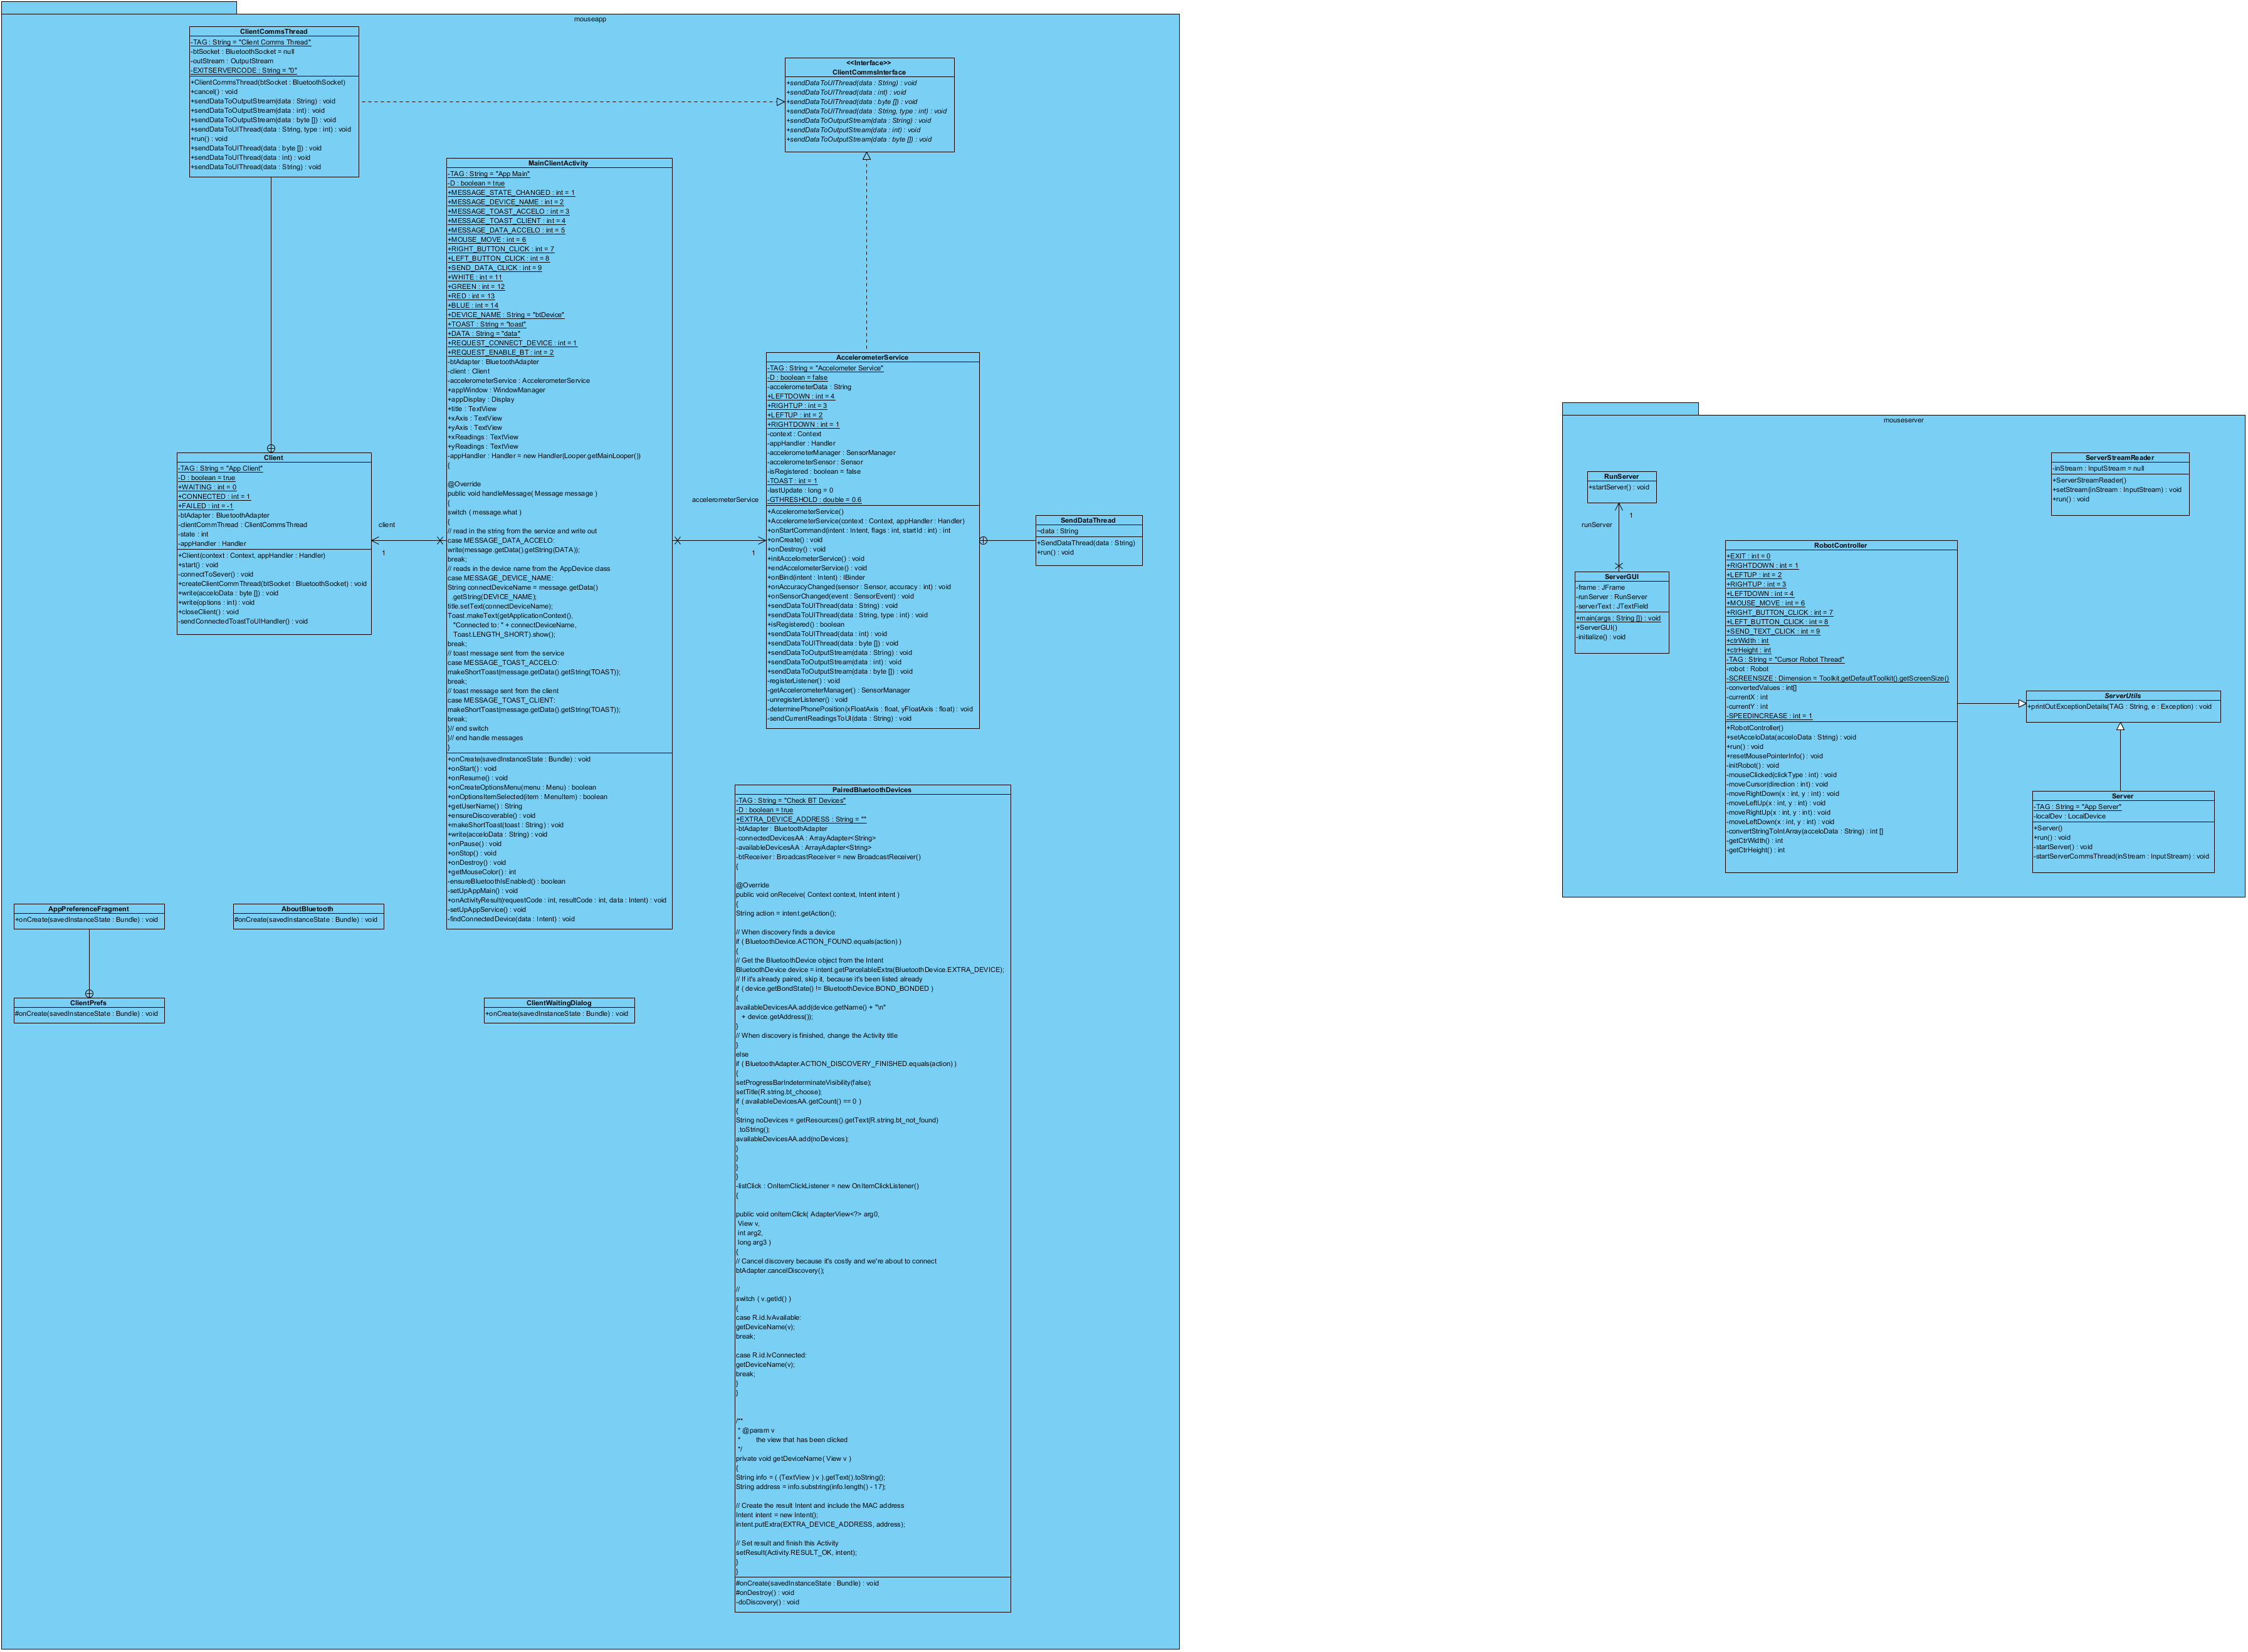 mouseapp
ClientCommsThread
-TAG : String = "Client Comms Thread"
-btSocket : BluetoothSocket = null
-outStream : OutputStream
-EXITSERVERCODE : String = "0"
+ClientCommsThread(btSocket : BluetoothSocket)
+cancel() : void
+sendDataToOutputStream(data : String) : void
+sendDataToOutputStream(data : int) : void
+sendDataToOutputStream(data : byte []) : void
+sendDataToUIThread(data : String, type : int) : void
+run() : void
+sendDataToUIThread(data : byte []) : void
+sendDataToUIThread(data : int) : void
+sendDataToUIThread(data : String) : void
<<Interface>>
ClientCommsInterface
+sendDataToUIThread(data : String) : void
+sendDataToUIThread(data : int) : void
+sendDataToUIThread(data : byte []) : void
+sendDataToUIThread(data : String, type : int) : void
+sendDataToOutputStream(data : String) : void
+sendDataToOutputStream(data : int) : void
+sendDataToOutputStream(data : byte []) : void
MainClientActivity
-TAG : String = "App Main"
-D : boolean = true
+MESSAGE_STATE_CHANGED : int = 1
+MESSAGE_DEVICE_NAME : int = 2
+MESSAGE_TOAST_ACCELO : int = 3
+MESSAGE_TOAST_CLIENT : int = 4
+MESSAGE_DATA_ACCELO : int = 5
+MOUSE_MOVE : int = 6
+RIGHT_BUTTON_CLICK : int = 7
+LEFT_BUTTON_CLICK : int = 8
+SEND_DATA_CLICK : int = 9
+WHITE : int = 11
+GREEN : int = 12
+RED : int = 13
+BLUE : int = 14
+DEVICE_NAME : String = "btDevice"
+TOAST : String = "toast"
+DATA : String = "data"
+REQUEST_CONNECT_DEVICE : int = 1
+REQUEST_ENABLE_BT : int = 2
-btAdapter : BluetoothAdapter
-client : Client
-accelerometerService : AccelerometerService
+appWindow : WindowManager
+appDisplay : Display
+title : TextView
+xAxis : TextView
+yAxis : TextView
+xReadings : TextView
+yReadings : TextView
-appHandler : Handler = new Handler(Looper.getMainLooper())
{
@Override
public void handleMessage( Message message )
{
switch ( message.what )
{
// read in the string from the service and write out
case MESSAGE_DATA_ACCELO:
write(message.getData().getString(DATA));
break;
// reads in the device name from the AppDevice class
case MESSAGE_DEVICE_NAME:
String connectDeviceName = message.getData()
.getString(DEVICE_NAME);
title.setText(connectDeviceName);
Toast.makeText(getApplicationContext(),
"Connected to: " + connectDeviceName,
Toast.LENGTH_SHORT).show();
break;
// toast message sent from the service
case MESSAGE_TOAST_ACCELO:
makeShortToast(message.getData().getString(TOAST));
break;
// toast message sent from the client
case MESSAGE_TOAST_CLIENT:
makeShortToast(message.getData().getString(TOAST));
break;
}// end switch
}// end handle messages
}
+onCreate(savedInstanceState : Bundle) : void
+onStart() : void
+onResume() : void
+onCreateOptionsMenu(menu : Menu) : boolean
+onOptionsItemSelected(item : MenuItem) : boolean
+getUserName() : String
+ensureDiscoverable() : void
+makeShortToast(toast : String) : void
+write(acceloData : String) : void
+onPause() : void
+onStop() : void
+onDestroy() : void
+getMouseColor() : int
-ensureBluetoothIsEnabled() : boolean
-setUpAppMain() : void
+onActivityResult(requestCode : int, resultCode : int, data : Intent) : void
-setUpAppService() : void
-findConnectedDevice(data : Intent) : void
Client
-TAG : String = "App Client"
-D : boolean = true
+WAITING : int = 0
+CONNECTED : int = 1
+FAILED : int = -1
-btAdapter : BluetoothAdapter
-clientCommThread : ClientCommsThread
-state : int
-appHandler : Handler
+Client(context : Context, appHandler : Handler)
+start() : void
-connectToSever() : void
+createClientCommThread(btSocket : BluetoothSocket) : void
+write(acceloData : byte []) : void
+write(options : int) : void
+closeClient() : void
-sendConnectedToastToUIHandler() : void
client
1
accelerometerService
1
AccelerometerService
-TAG : String = "Accelometer Service"
-D : boolean = false
-accelerometerData : String
+LEFTDOWN : int = 4
+RIGHTUP : int = 3
+LEFTUP : int = 2
+RIGHTDOWN : int = 1
-context : Context
-appHandler : Handler
-accelerometerManager : SensorManager
-accelerometerSensor : Sensor
-isRegistered : boolean = false
-TOAST : int = 1
-lastUpdate : long = 0
-GTHRESHOLD : double = 0.6
+AccelerometerService()
+AccelerometerService(context : Context, appHandler : Handler)
+onStartCommand(intent : Intent, flags : int, startId : int) : int
+onCreate() : void
+onDestroy() : void
+initAccelometerService() : void
+endAccelometerService() : void
+onBind(intent : Intent) : IBinder
+onAccuracyChanged(sensor : Sensor, accuracy : int) : void
+onSensorChanged(event : SensorEvent) : void
+sendDataToUIThread(data : String) : void
+sendDataToUIThread(data : String, type : int) : void
+isRegistered() : boolean
+sendDataToUIThread(data : int) : void
+sendDataToUIThread(data : byte []) : void
+sendDataToOutputStream(data : String) : void
+sendDataToOutputStream(data : int) : void
+sendDataToOutputStream(data : byte []) : void
-registerListener() : void
-getAccelerometerManager() : SensorManager
-unregisterListener() : void
-determinePhonePosition(xFloatAxis : float, yFloatAxis : float) : void
-sendCurrentReadingsToUI(data : String) : void
SendDataThread
~data : String
+SendDataThread(data : String)
+run() : void
PairedBluetoothDevices
-TAG : String = "Check BT Devices"
-D : boolean = true
+EXTRA_DEVICE_ADDRESS : String = ""
-btAdapter : BluetoothAdapter
-connectedDevicesAA : ArrayAdapter<String>
-availableDevicesAA : ArrayAdapter<String>
-btReceiver : BroadcastReceiver = new BroadcastReceiver()
{
@Override
public void onReceive( Context context, Intent intent )
{
String action = intent.getAction();
// When discovery finds a device
if ( BluetoothDevice.ACTION_FOUND.equals(action) )
{
// Get the BluetoothDevice object from the Intent
BluetoothDevice device = intent.getParcelableExtra(BluetoothDevice.EXTRA_DEVICE);
// If it's already paired, skip it, because it's been listed already
if ( device.getBondState() != BluetoothDevice.BOND_BONDED )
{
availableDevicesAA.add(device.getName() + "\n"
+ device.getAddress());
}
// When discovery is finished, change the Activity title
}
else
if ( BluetoothAdapter.ACTION_DISCOVERY_FINISHED.equals(action) )
{
setProgressBarIndeterminateVisibility(false);
setTitle(R.string.bt_choose);
if ( availableDevicesAA.getCount() == 0 )
{
String noDevices = getResources().getText(R.string.bt_not_found)
.toString();
availableDevicesAA.add(noDevices);
}
}
}
}
-listClick : OnItemClickListener = new OnItemClickListener()
{
public void onItemClick( AdapterView<?> arg0,
View v,
int arg2,
long arg3 )
{
// Cancel discovery because it's costly and we're about to connect
btAdapter.cancelDiscovery();
//
switch ( v.getId() )
{
case R.id.lvAvailable:
getDeviceName(v);
break;
case R.id.lvConnected:
getDeviceName(v);
break;
}
}
/**
* @param v
* the view that has been clicked
*/
private void getDeviceName( View v )
{
String info = ( (TextView ) v ).getText().toString();
String address = info.substring(info.length() - 17);
// Create the result Intent and include the MAC address
Intent intent = new Intent();
intent.putExtra(EXTRA_DEVICE_ADDRESS, address);
// Set result and finish this Activity
setResult(Activity.RESULT_OK, intent);
}
}
#onCreate(savedInstanceState : Bundle) : void
#onDestroy() : void
-doDiscovery() : void
AppPreferenceFragment
+onCreate(savedInstanceState : Bundle) : void
AboutBluetooth
#onCreate(savedInstanceState : Bundle) : void
ClientPrefs
#onCreate(savedInstanceState : Bundle) : void
ClientWaitingDialog
+onCreate(savedInstanceState : Bundle) : void
mouseserver
RunServer
+startServer() : void
1
runServer
ServerGUI
-frame : JFrame
-runServer : RunServer
-serverText : JTextField
+main(args : String []) : void
+ServerGUI()
-initialize() : void
ServerStreamReader
-inStream : InputStream = null
+ServerStreamReader()
+setStream(inStream : InputStream) : void
+run() : void
RobotController
+EXIT : int = 0
+RIGHTDOWN : int = 1
+LEFTUP : int = 2
+RIGHTUP : int = 3
+LEFTDOWN : int = 4
+MOUSE_MOVE : int = 6
+RIGHT_BUTTON_CLICK : int = 7
+LEFT_BUTTON_CLICK : int = 8
+SEND_TEXT_CLICK : int = 9
+ctrWidth : int
+ctrHeight : int
-TAG : String = "Cursor Robot Thread"
-robot : Robot
-SCREENSIZE : Dimension = Toolkit.getDefaultToolkit().getScreenSize()
-convertedValues : int[]
-currentX : int
-currentY : int
-SPEEDINCREASE : int = 1
+RobotController()
+setAcceloData(acceloData : String) : void
+run() : void
+resetMousePointerInfo() : void
-initRobot() : void
-mouseClicked(clickType : int) : void
-moveCursor(direction : int) : void
-moveRightDown(x : int, y : int) : void
-moveLeftUp(x : int, y : int) : void
-moveRightUp(x : int, y : int) : void
-moveLeftDown(x : int, y : int) : void
-convertStringToIntArray(acceloData : String) : int []
-getCtrWidth() : int
-getCtrHeight() : int
ServerUtils
+printOutExceptionDetails(TAG : String, e : Exception) : void
Server
-TAG : String = "App Server"
-localDev : LocalDevice
+Server()
+run() : void
-startServer() : void
-startServerCommsThread(inStream : InputStream) : void